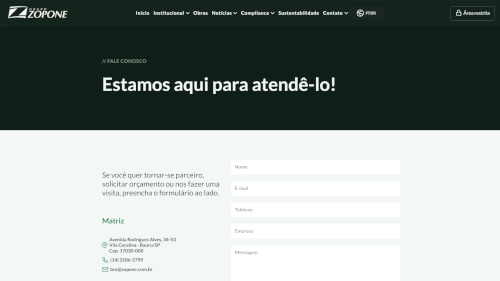 GRUPO
ZOPONE
Início Institucional Obras Notícias Compliance Sustentabilidade Contato PTBR Área restrita
// FALE CONOSCO
Estamos aqui para atendê-lo!
Se você quer tornar-se parceiro,
solicitar orçamento ou nos fazer uma
visita, preencha o formulário ao lado.
Matriz
Avenida Rodrigues Alves, 34-53
Vila Carolina - Bauru/SP
Cep: 17030-000
(14) 2106-5799
bru@zopone.com.br
Nome
E-mail
Telefone
Empresa
Mensagem